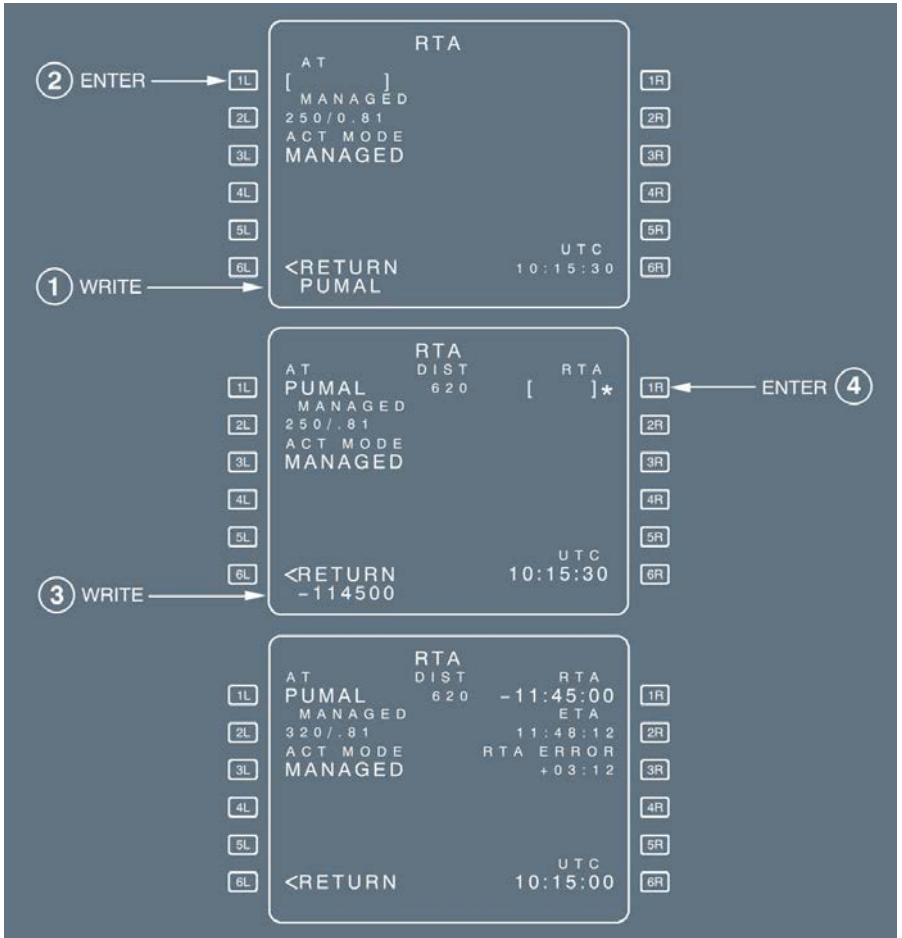 RTA
AT
② ENTER 1L [ ] 1R
MANAGED
2L 250/0.81 2R
ACT MODE
3L MANAGED 3R
4L 4R
5L 5R
UTC
6L <RETURN 10:15:30 6R
① WRITE PUMAL
RTA
AT DIST RTA
1L PUMAL 620 [ ]* 1R ENTER ④
MANAGED
2L 250/.81 2R
ACT MODE
3L MANAGED 3R
4L 4R
5L 5R
UTC
6L <RETURN 10:15:30 6R
③ WRITE -114500
RTA
AT DIST RTA
1L PUMAL 620 -11:45:00 1R
MANAGED ETA
2L 320/.81 11:48:12 2R
ACT MODE RTA ERROR
3L MANAGED +03:12 3R
4L 4R
5L 5R
UTC
6L <RETURN 10:15:00 6R